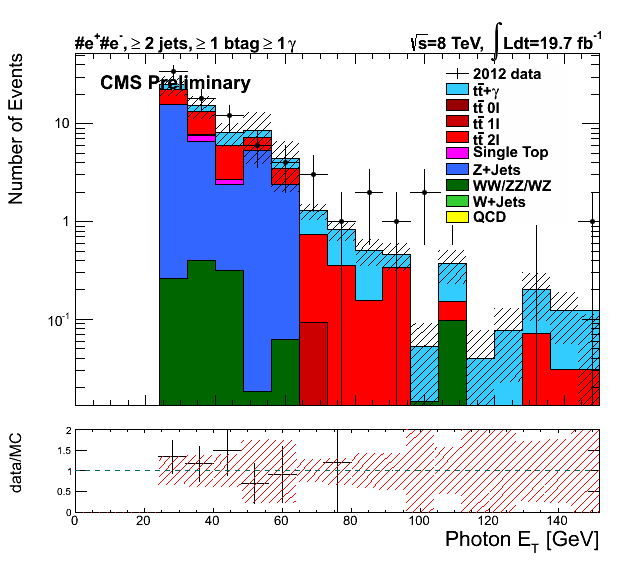 #e⁺#e⁻, ≥ 2 jets, ≥ 1 btag ≥ 1γ
√s=8 TeV, ∫Ldt=19.7 fb⁻¹
CMS Preliminary
2012 data
tt̄+γ
tt̄ 0l
tt̄ 1l
tt̄ 2l
Single Top
Z+Jets
WW/ZZ/WZ
W+Jets
QCD
Number of Events
10
1
10⁻¹
data/MC
2
1.5
1
0.5
0
0 20 40 60 80 100 120 140
Photon E_T [GeV]